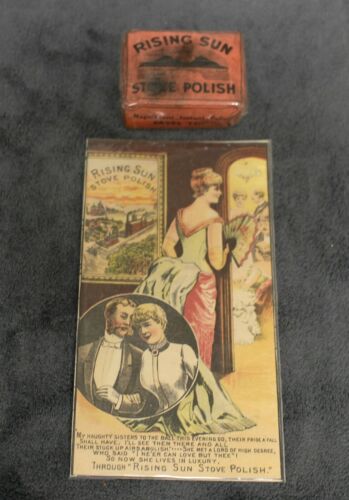 RISING SUN
STOVE POLISH
RISING SUN
STOVE POLISH
MY NAUGHTY SISTERS TO THE BALL THIS EVENING GO, THEIR PRIDE A FALL
SHALL HAVE, I'LL SEE THEM THERE AND ALL
THEIR STUCK UP AIRS ABOLISH" ---- SHE MET A LORD OF HIGH DEGREE,
WHO SAID "I NE'ER CAN LOVE BUT THEE"!
SO NOW SHE LIVES IN LUXURY,
THROUGH "RISING SUN STOVE POLISH."